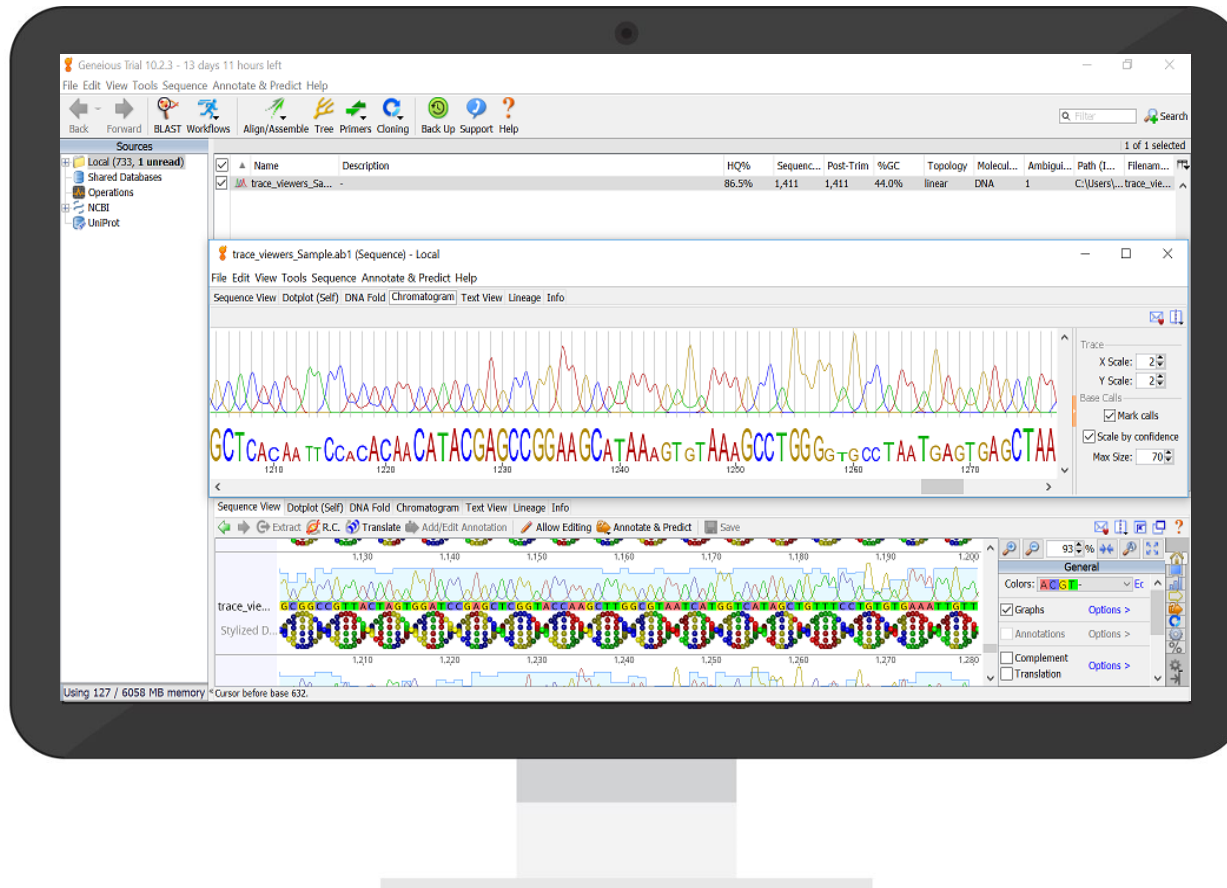 Geneious Trial 10.2.3 - 13 days 11 hours left
File Edit View Tools Sequence Annotate & Predict Help
Back Forward BLAST Workflows Align/Assemble Tree Primers Cloning Back Up Support Help Filter Search
Sources 1 of 1 selected
Local (733, 1 unread)
Shared Databases
Operations
NCBI
UniProt
Name Description HQ% Sequenc... Post-Trim %GC Topology Molecul... Ambigui... Path (I... Filenam...
trace_viewers_Sa... - 86.5% 1,411 1,411 44.0% linear DNA 1 C:\Users\... trace_vie...
trace_viewers_Sample.ab1 (Sequence) - Local
File Edit View Tools Sequence Annotate & Predict Help
Sequence View Dotplot (Self) DNA Fold Chromatogram Text View Lineage Info
Trace
X Scale: 2
Y Scale: 2
Base Calls
Mark calls
Scale by confidence
Max Size: 70
GCTCACAATTCCACACAACATACGAGCCGGAAGCATAAAGTGTAAAGCCTGGGGTGCCTAATGAGTGAGCTAA
1210 1220 1230 1240 1250 1260 1270
Sequence View Dotplot (Self) DNA Fold Chromatogram Text View Lineage Info
Extract R.C. Translate Add/Edit Annotation Allow Editing Annotate & Predict Save
93 %
General
Colors: A C G T - Ec
Graphs Options >
Annotations Options >
Complement
Translation
Options >
1,130 1,140 1,150 1,160 1,170 1,180 1,190 1,200
trace_vie... GCGGCCGTTACTAGTGGATCCGAGCTCGGTACCAAGCTTGGCGTAATCATGGTCATAGCTGTTTCCTGTGTGAAATTGTT
Stylized D...
1,210 1,220 1,230 1,240 1,250 1,260 1,270 1,280
Using 127 / 6058 MB memory Cursor before base 632.